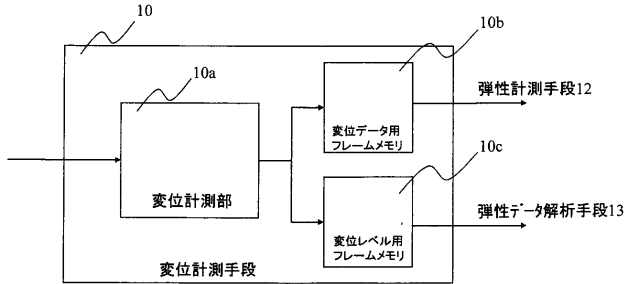 10
10a
10b
変位データ用
フレームメモリ
弾性計測手段12
変位計測部
10c
変位レベル用
フレームメモリ
弾性データ解析手段13
変位計測手段